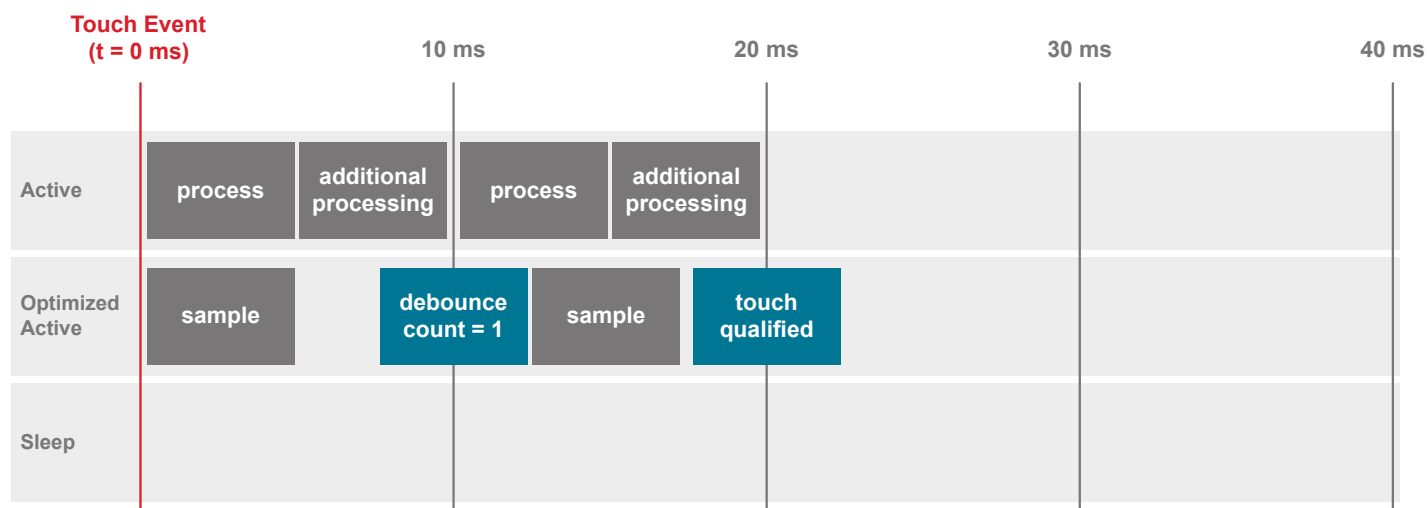 Touch Event
(t = 0 ms)
10 ms
20 ms
30 ms
40 ms
Active
process
additional
processing
process
additional
processing
Optimized
Active
sample
debounce
count = 1
sample
touch
qualified
Sleep